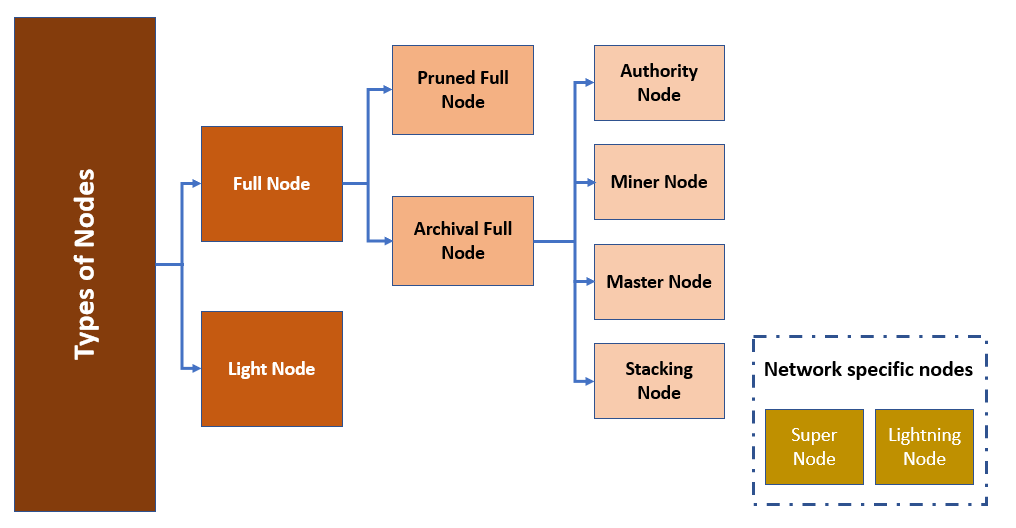 Types of Nodes
Full Node
Light Node
Pruned Full
Node
Archival Full
Node
Authority
Node
Miner Node
Master Node
Stacking
Node
Network specific nodes
Super
Node
Lightning
Node